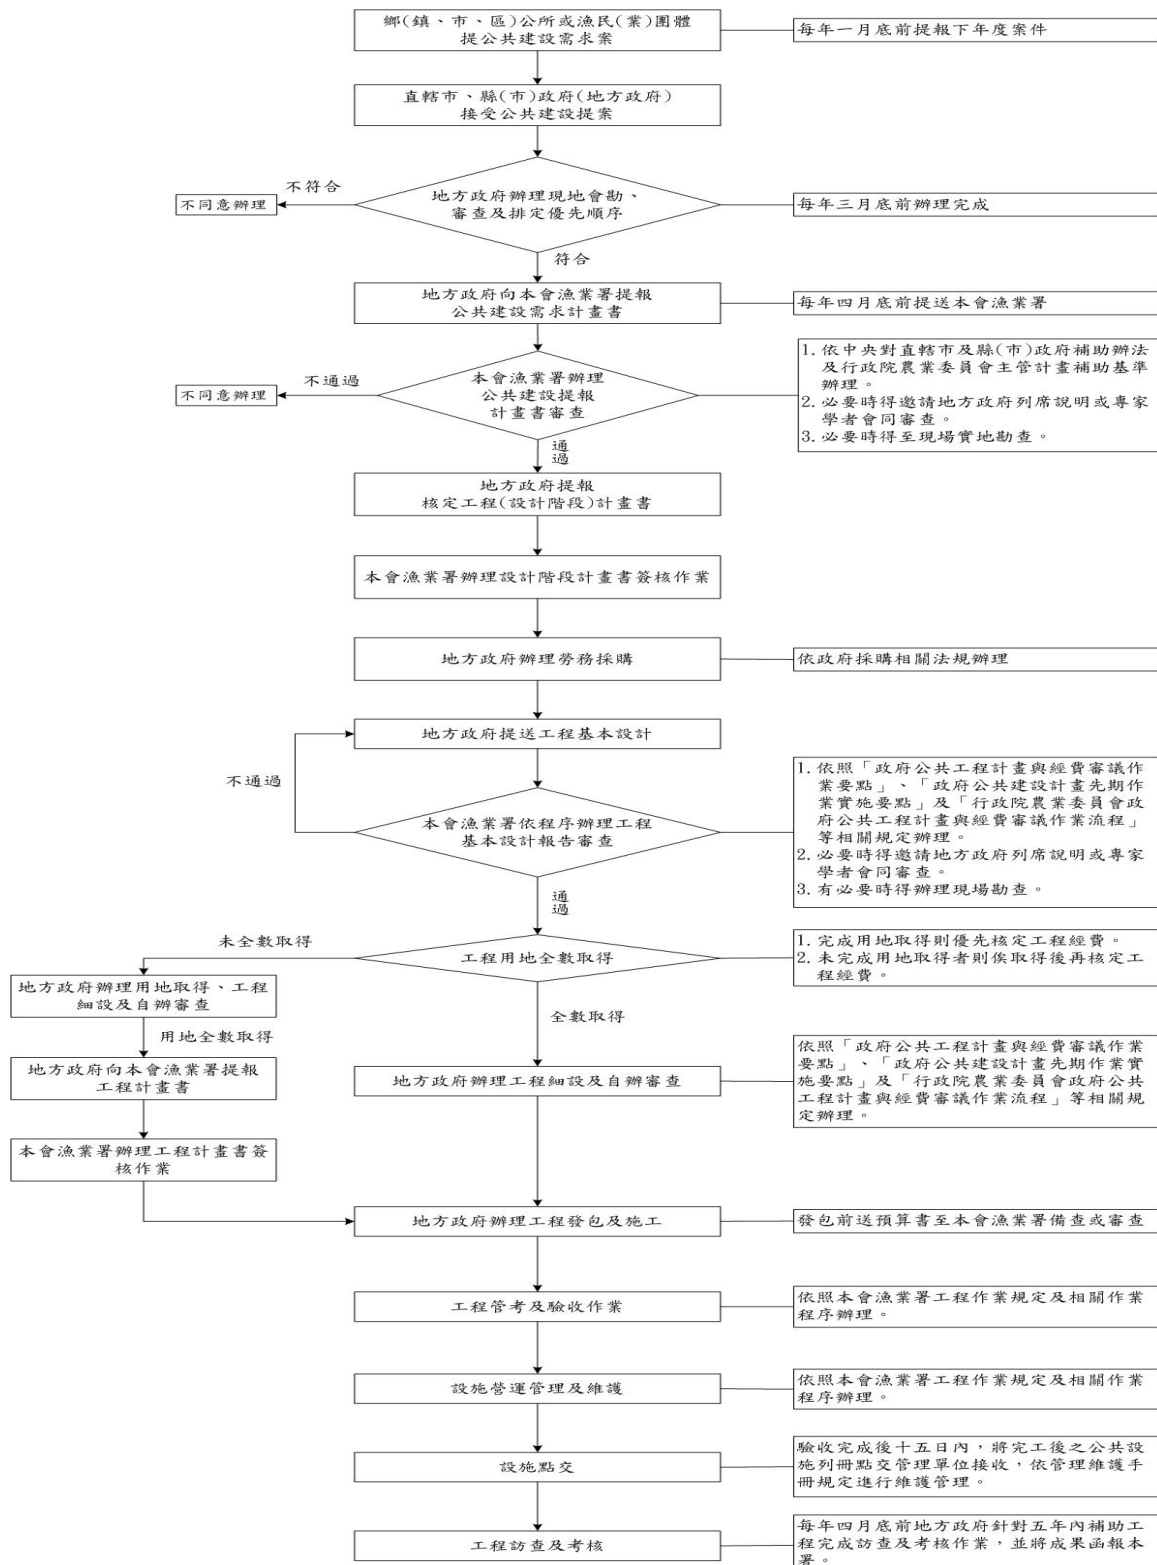 鄉(鎮、市、區)公所或漁民(業)團體
提公共建設需求案
每年一月底前提報下年度案件
直轄市、縣(市)政府(地方政府)
接受公共建設提案
不符合
不同意辦理
地方政府辦理現地會勘、
審查及排定優先順序
每年三月底前辦理完成
符合
地方政府向本會漁業署提報
公共建設需求計畫書
每年四月底前提送本會漁業署
不通過
不同意辦理
本會漁業署辦理
公共建設提報
計畫書審查
1. 依中央對直轄市及縣(市)政府補助辦法
及行政院農業委員會主管計畫補助基準
辦理。
2. 必要時得邀請地方政府列席說明或專家
學者會同審查。
3. 必要時得至現場實地勘查。
通
過
地方政府提報
核定工程(設計階段)計畫書
本會漁業署辦理設計階段計畫書簽核作業
地方政府辦理勞務採購
依政府採購相關法規辦理
地方政府提送工程基本設計
不通過
本會漁業署依程序辦理工程
基本設計報告審查
1. 依照「政府公共工程計畫與經費審議作
業要點」、「政府公共建設計畫先期作
業實施要點」及「行政院農業委員會政
府公共工程計畫與經費審議作業流程」
等相關規定辦理。
2. 必要時得邀請地方政府列席說明或專家
學者會同審查。
3. 有必要時得辦理現場勘查。
通
過
未全數取得
工程用地全數取得
1. 完成用地取得則優先核定工程經費。
2. 未完成用地取得者則俟取得後再核定工
程經費。
地方政府辦理用地取得、工程
細設及自辦審查
全數取得
用地全數取得
地方政府向本會漁業署提報
工程計畫書
地方政府辦理工程細設及自辦審查
依照「政府公共工程計畫與經費審議作業
要點」、「政府公共建設計畫先期作業實
施要點」及「行政院農業委員會政府公共
工程計畫與經費審議作業流程」等相關規
定辦理。
本會漁業署辦理工程計畫書簽
核作業
地方政府辦理工程發包及施工
發包前送預算書至本會漁業署備查或審查
工程管考及驗收作業
依照本會漁業署工程作業規定及相關作業
程序辦理。
設施營運管理及維護
依照本會漁業署工程作業規定及相關作業
程序辦理。
設施點交
驗收完成後十五日內，將完工後之公共設
施列冊點交管理單位接收，依管理維護手
冊規定進行維護管理。
工程訪查及考核
每年四月底前地方政府針對五年內補助工
程完成訪查及考核作業，並將成果函報本
署。